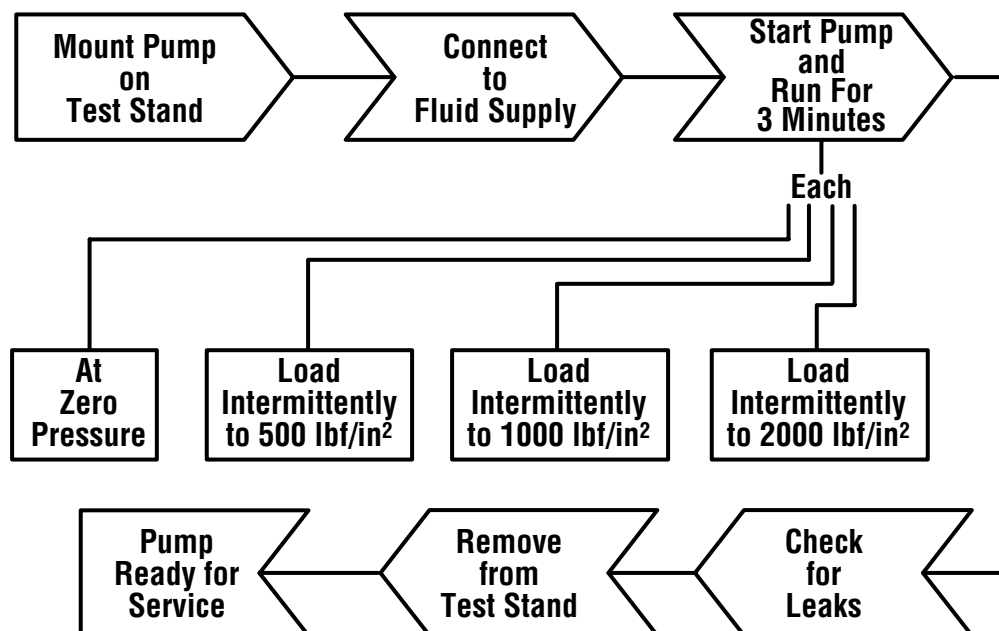 Mount Pump
on
Test Stand
Connect
to
Fluid Supply
Start Pump
and
Run For
3 Minutes
Each
At
Zero
Pressure
Load
Intermittently
to 500 lbf/in²
Load
Intermittently
to 1000 lbf/in²
Load
Intermittently
to 2000 lbf/in²
Check
for
Leaks
Remove
from
Test Stand
Pump
Ready for
Service